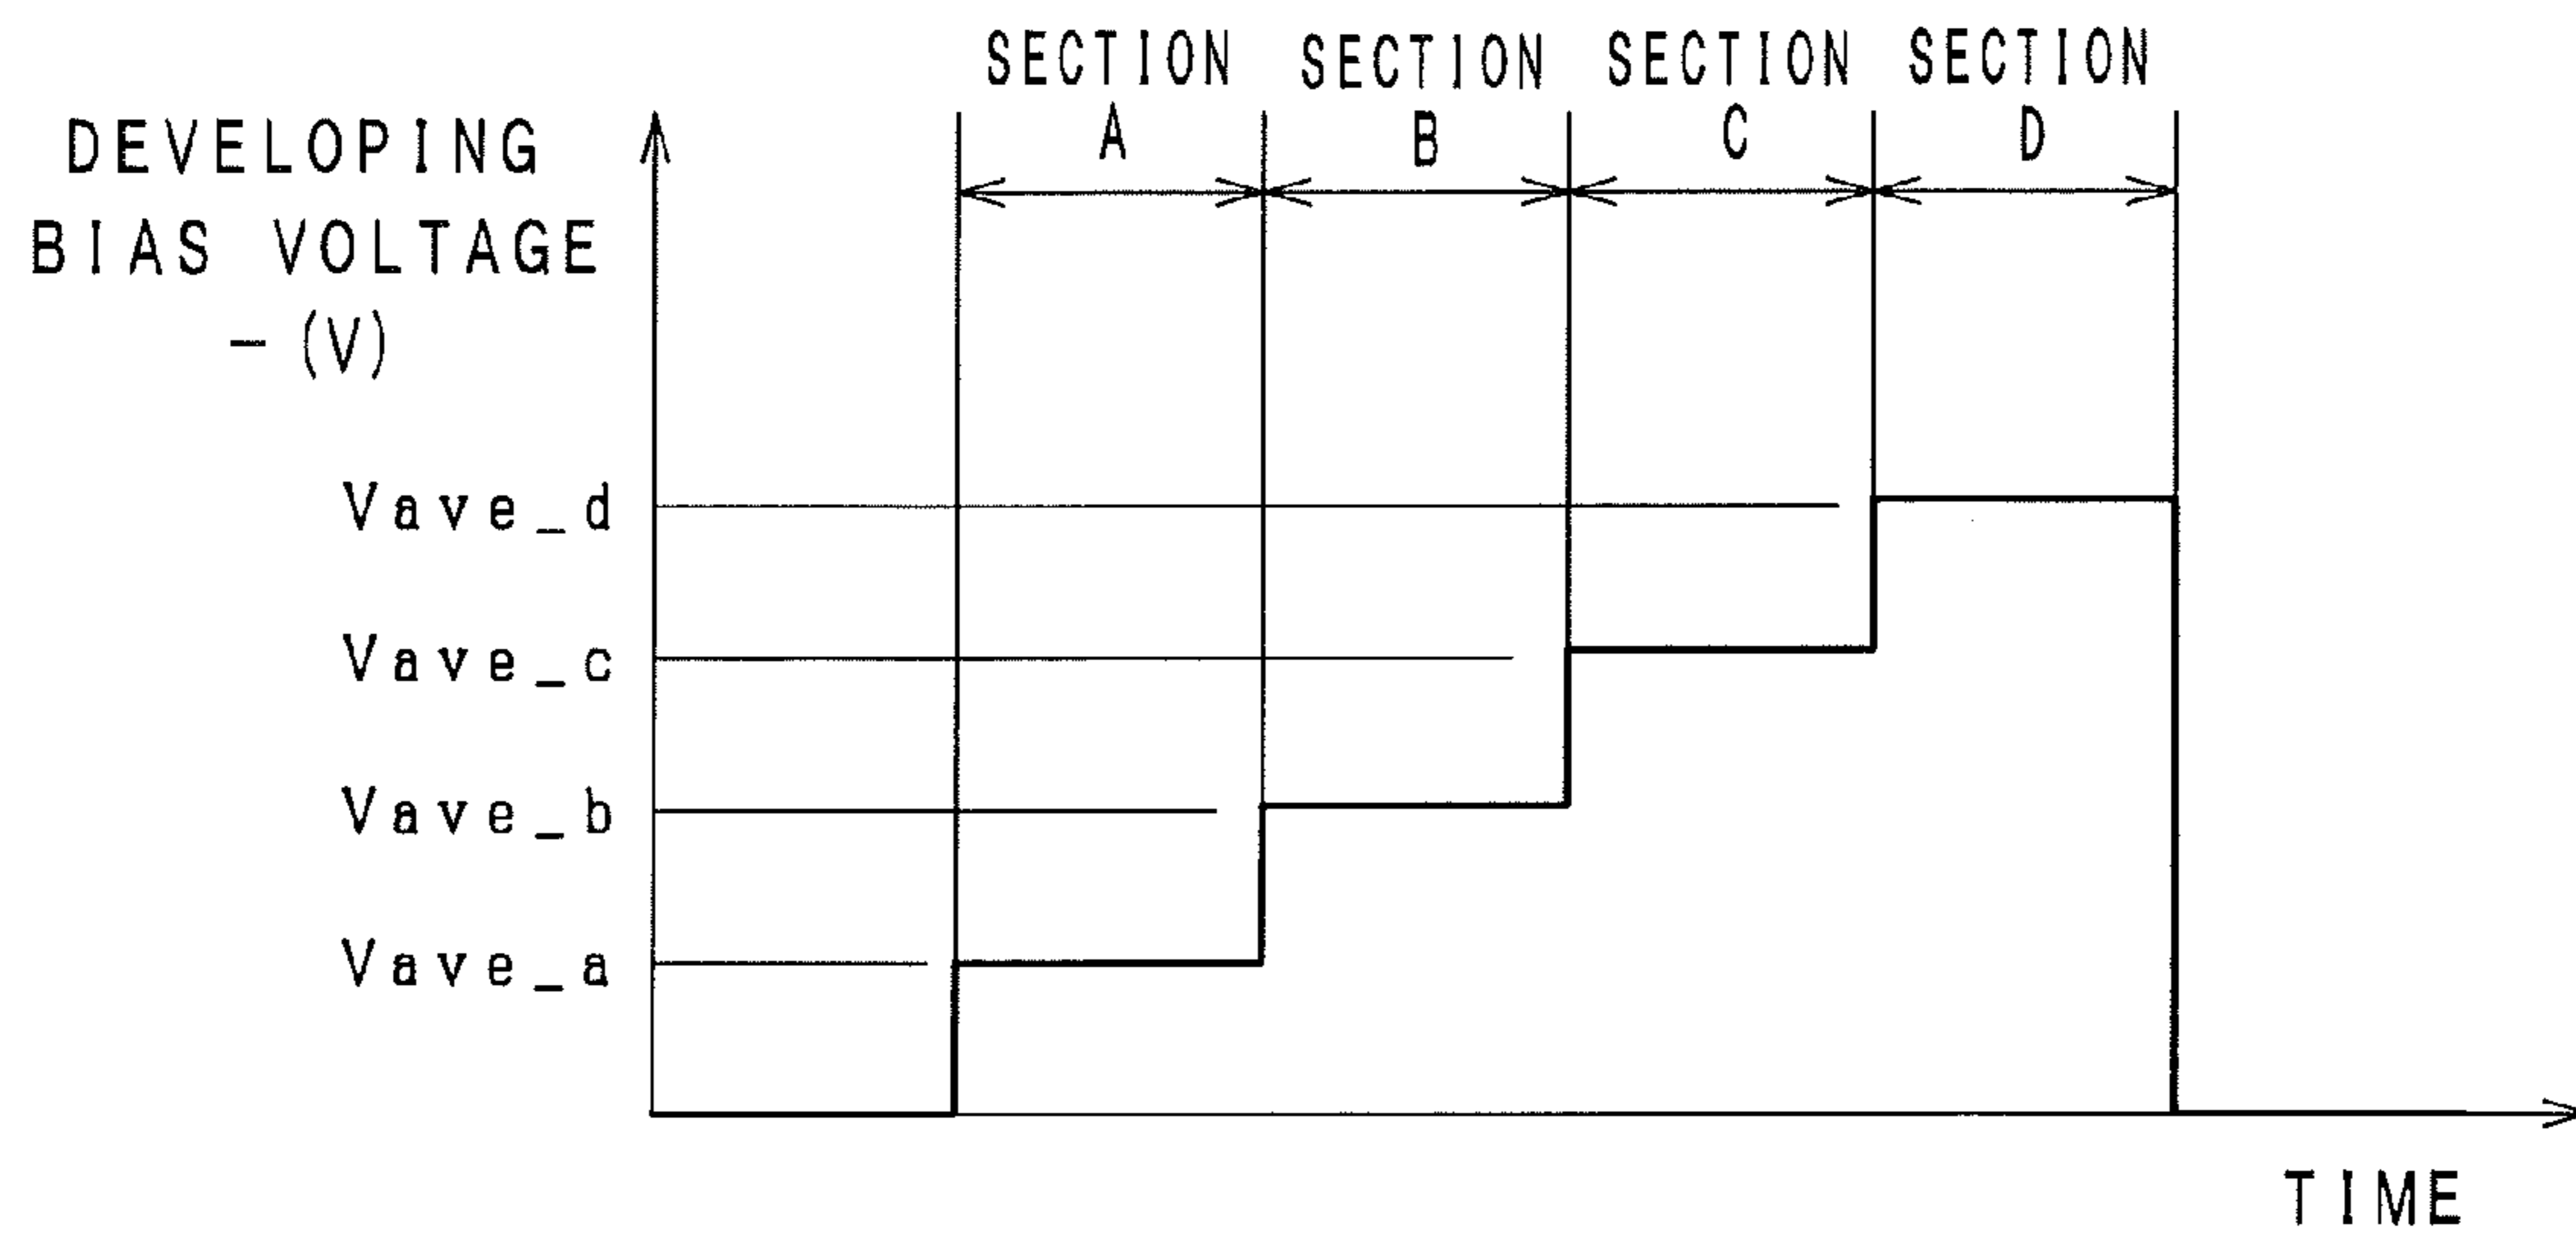 SECTION A
SECTION B
SECTION C
SECTION D
DEVELOPING
BIAS VOLTAGE
— (V)
Vave_d
Vave_c
Vave_b
Vave_a
TIME